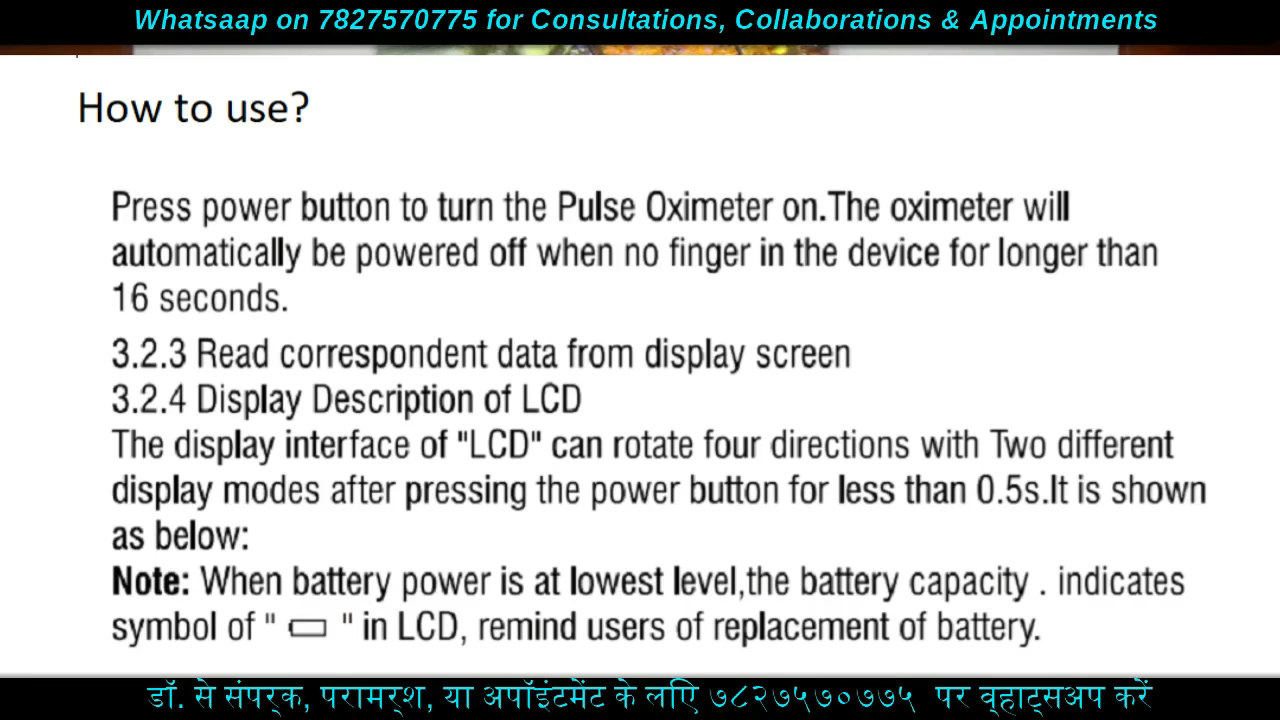 Whatsaap on 7827570775 for Consultations, Collaborations & Appointments
How to use?
Press power button to turn the Pulse Oximeter on.The oximeter will
automatically be powered off when no finger in the device for longer than
16 seconds.
3.2.3 Read correspondent data from display screen
3.2.4 Display Description of LCD
The display interface of "LCD" can rotate four directions with Two different
display modes after pressing the power button for less than 0.5s.It is shown
as below:
Note: When battery power is at lowest level,the battery capacity . indicates
symbol of " ▭ " in LCD, remind users of replacement of battery.
डॉ. से संपर्क, परामर्श, या अपॉइंटमेंट के लिए ७८२७५७०७७५ पर व्हाट्सअप करें